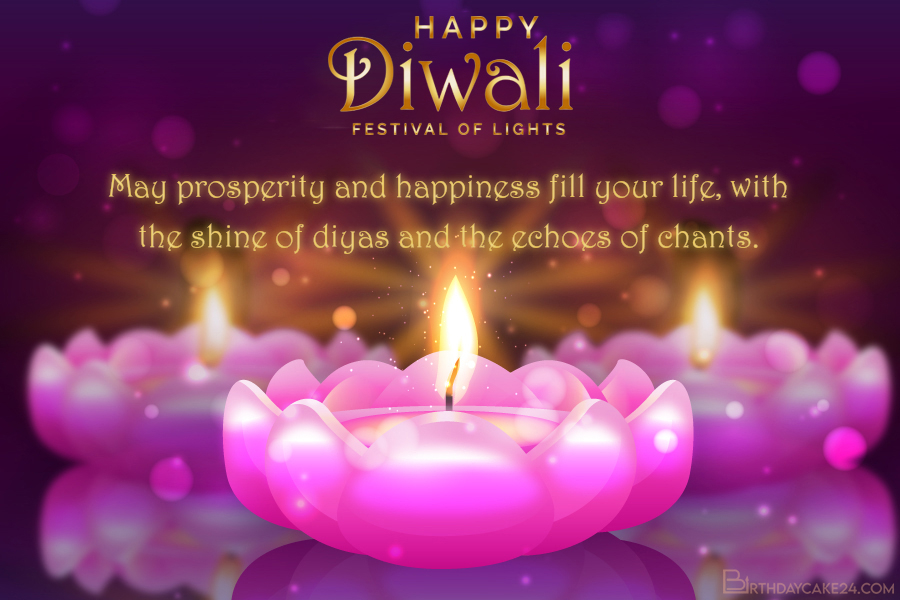 HAPPY
Diwali
FESTIVAL OF LIGHTS
May prosperity and happiness fill your life, with
the shine of diyas and the echoes of chants.
BIRTHDAYCAKE24.COM